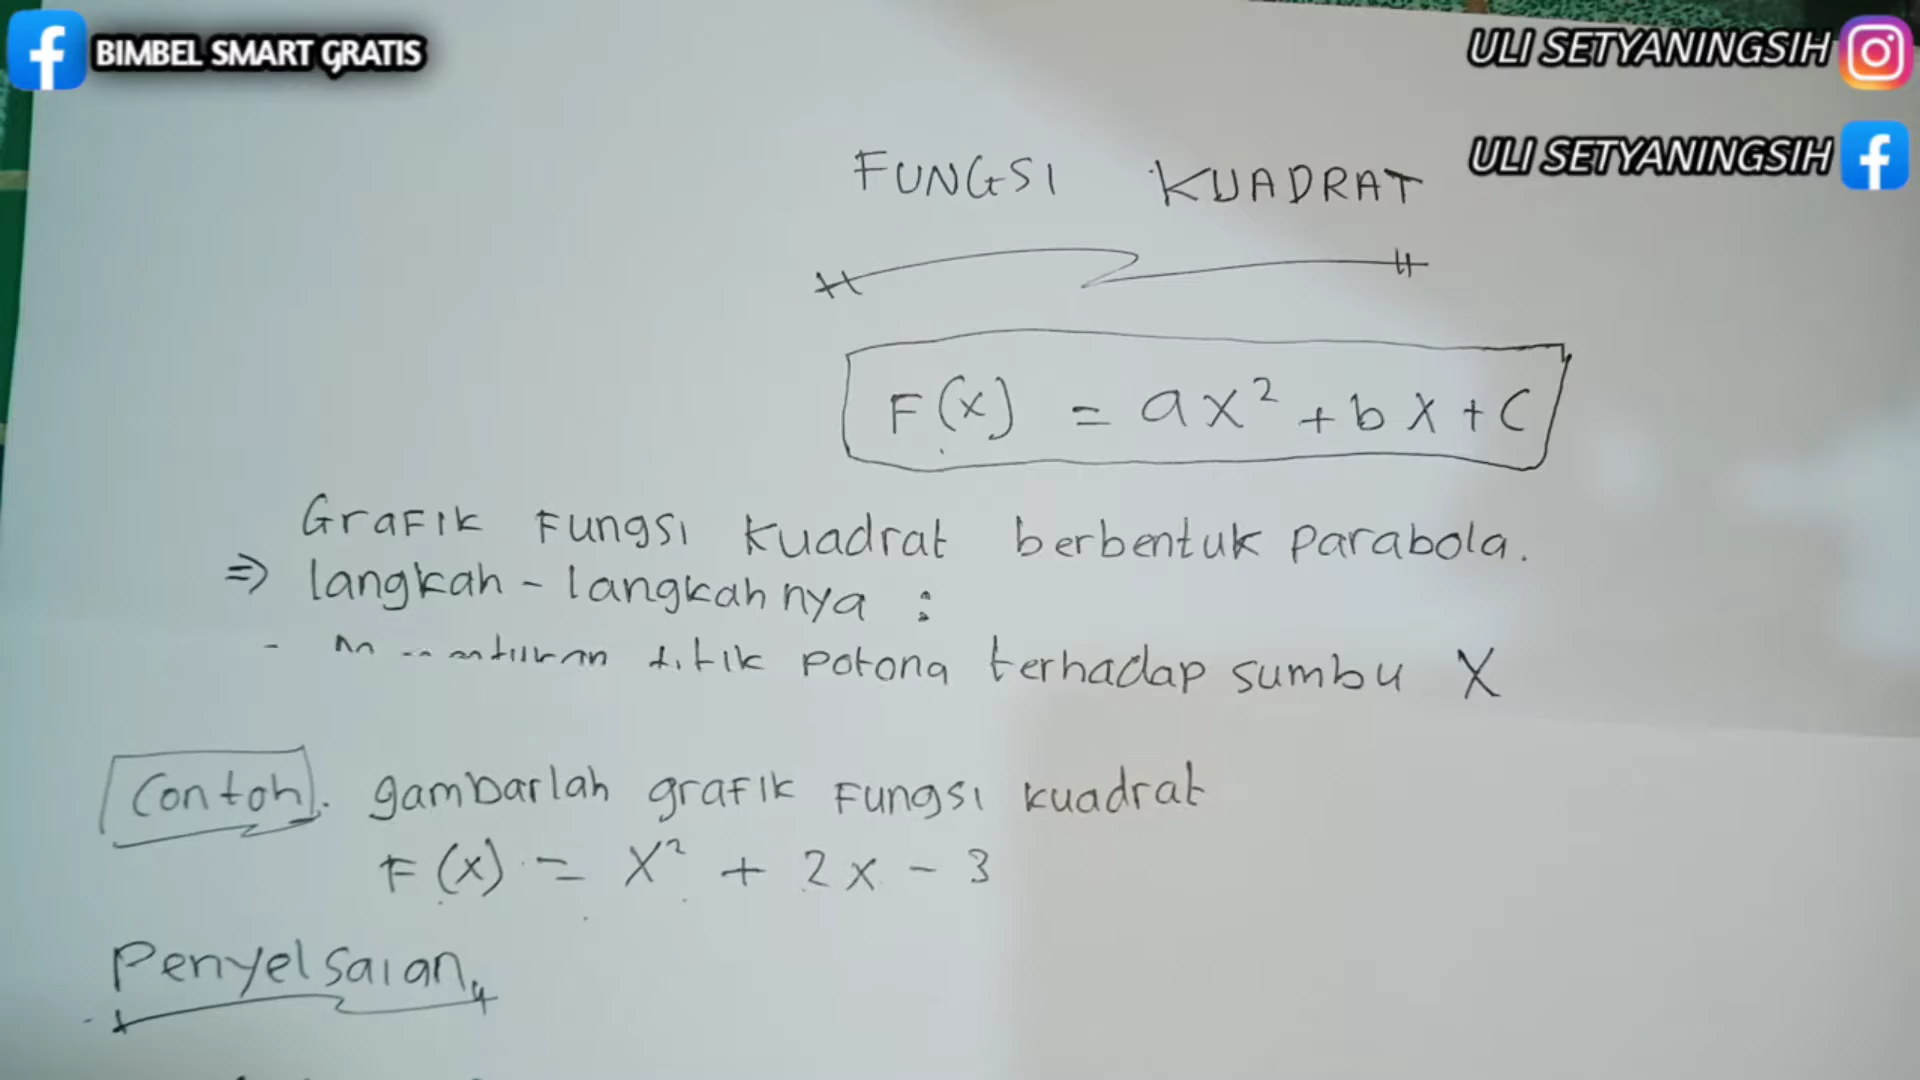 BIMBEL SMART GRATIS
ULI SETYANINGSIH
ULI SETYANINGSIH
FUNGSI KUADRAT
F(x) = ax² + bx + c
Grafik Fungsi Kuadrat berbentuk parabola.
⇒ langkah - langkahnya :
- titik potong terhadap sumbu X
Contoh. gambarlah grafik Fungsi kuadrat
F(x) = x² + 2x - 3
Penyelsaian,